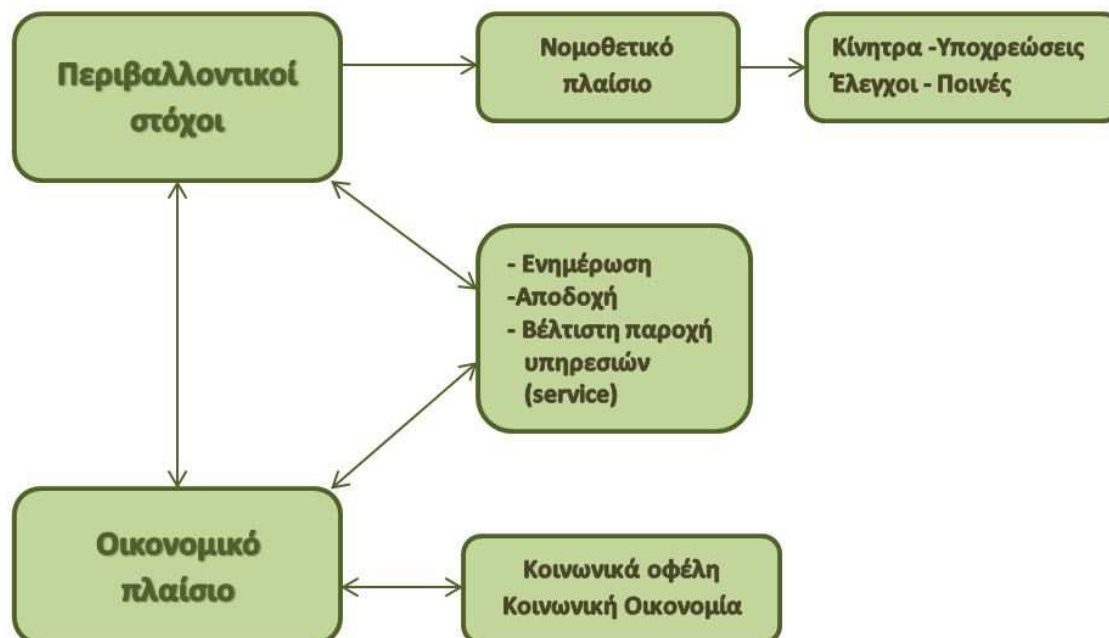 Περιβαλλοντικοί
στόχοι
Νομοθετικό
πλαίσιο
Κίνητρα -Υποχρεώσεις
Έλεγχοι - Ποινές
- Ενημέρωση
-Αποδοχή
- Βέλτιστη παροχή
υπηρεσιών
(service)
Οικονομικό
πλαίσιο
Κοινωνικά οφέλη
Κοινωνική Οικονομία